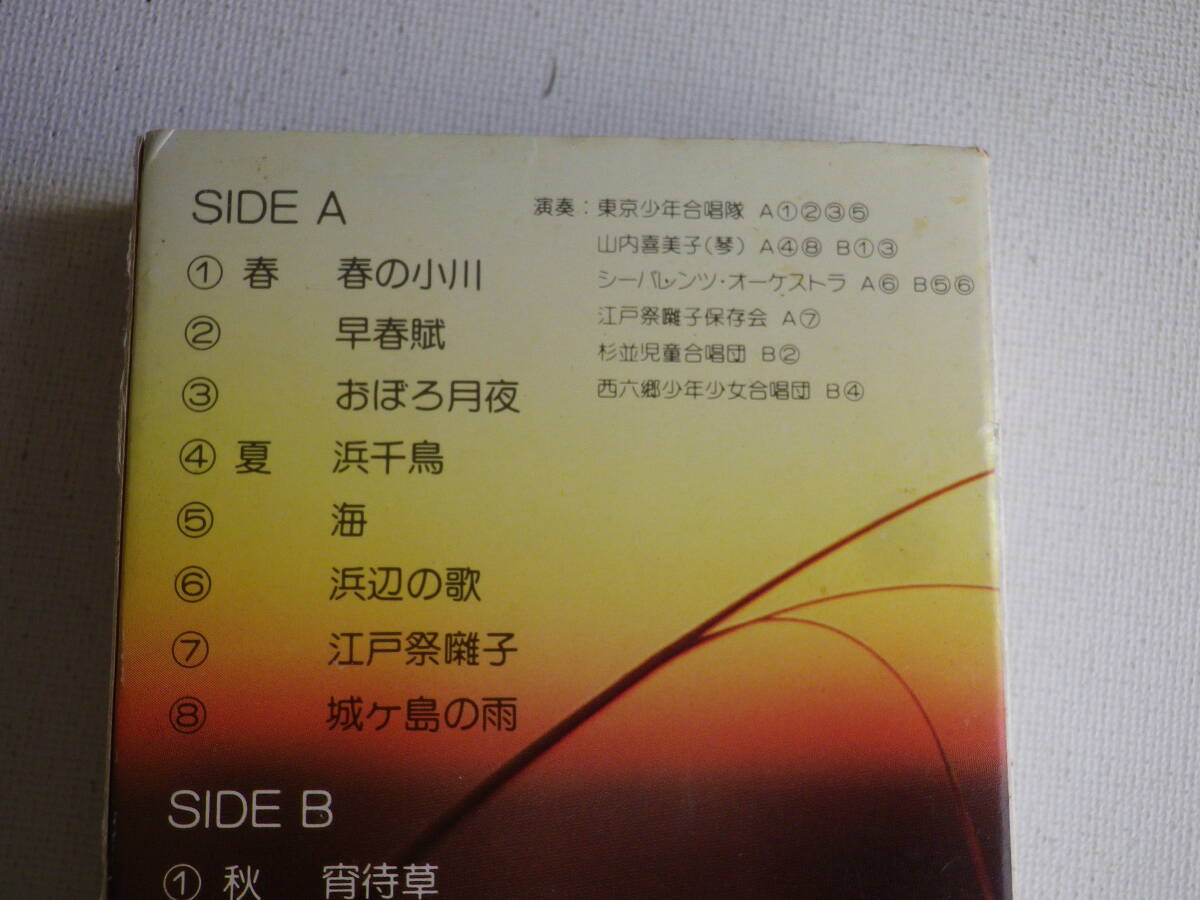 SIDE A
① 春 春の小川
② 早春賦
③ おぼろ月夜
④ 夏 浜千鳥
⑤ 海
⑥ 浜辺の歌
⑦ 江戸祭囃子
⑧ 城ヶ島の雨
演奏：東京少年合唱隊 A①②③⑤
山内喜美子(琴) A④⑧ B①③
シーバレンツ・オーケストラ A⑥ B⑤⑥
江戸祭囃子保存会 A⑦
杉並児童合唱団 B②
西六郷少年少女合唱団 B④
SIDE B
① 秋 宵待草